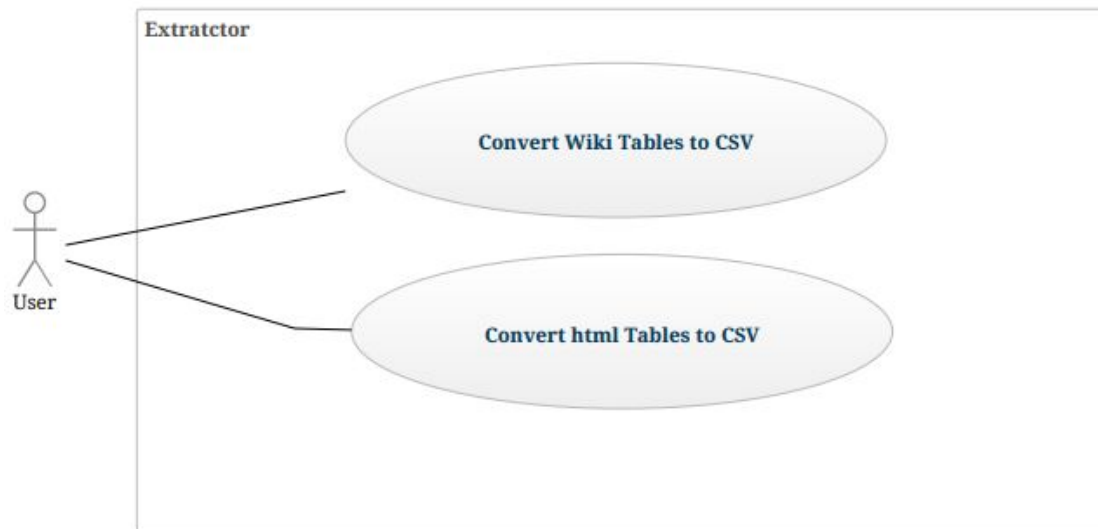 Extratctor
Convert Wiki Tables to CSV
User
Convert html Tables to CSV